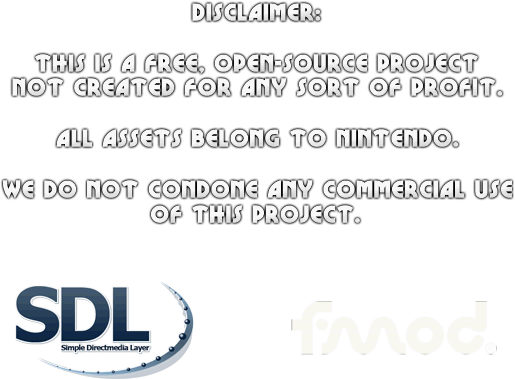 DISCLAIMER:
THIS IS A FREE, OPEN-SOURCE PROJECT
NOT CREATED FOR ANY SORT OF PROFIT.
ALL ASSETS BELONG TO NINTENDO.
WE DO NOT CONDONE ANY COMMERCIAL USE
OF THIS PROJECT.
SDL
Simple Directmedia Layer
fmod.